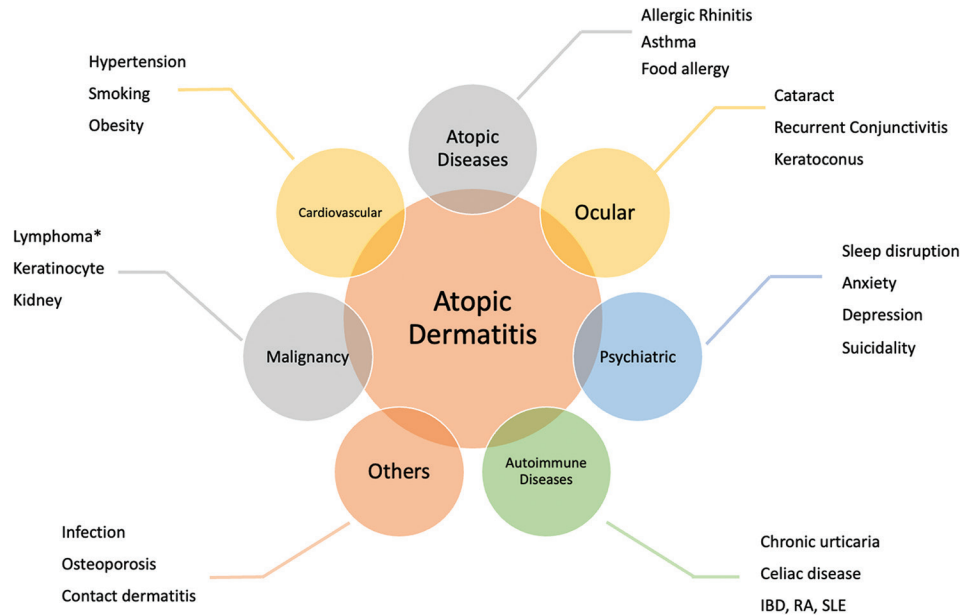 Allergic Rhinitis
Asthma
Food allergy
Hypertension
Smoking
Obesity
Cataract
Recurrent Conjunctivitis
Keratoconus
Atopic
Diseases
Cardiovascular
Ocular
Lymphoma*
Keratinocyte
Kidney
Sleep disruption
Anxiety
Depression
Suicidality
Atopic
Dermatitis
Malignancy
Psychiatric
Others
Autoimmune
Diseases
Infection
Osteoporosis
Contact dermatitis
Chronic urticaria
Celiac disease
IBD, RA, SLE